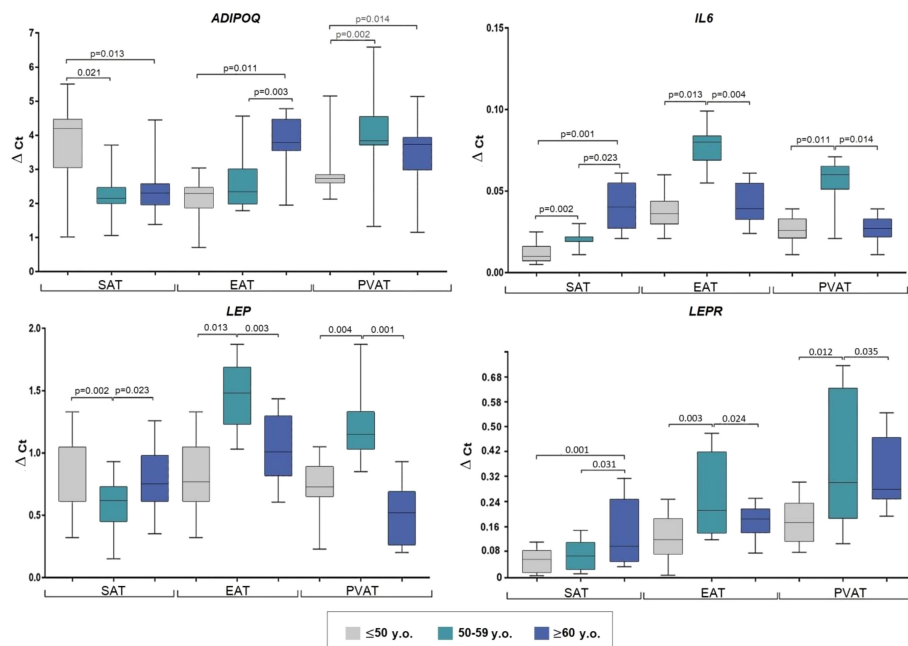 ADIPOQ
Δ Ct
7
6
5
4
3
2
1
0
p=0.013
0.021
p=0.011
p=0.003
p=0.014
p=0.002
SAT
EAT
PVAT
IL6
Δ Ct
0.15
0.10
0.05
0.00
p=0.001
p=0.023
p=0.002
p=0.013
p=0.004
p=0.011
p=0.014
SAT
EAT
PVAT
LEP
Δ Ct
2.0
1.5
1.0
0.5
0.0
p=0.002
p=0.023
0.013
0.003
0.004
0.001
SAT
EAT
PVAT
LEPR
Δ Ct
0.68
0.58
0.50
0.42
0.32
0.24
0.16
0.08
0
0.001
0.031
0.003
0.024
0.012
0.035
SAT
EAT
PVAT
≤50 y.o.
50-59 y.o.
≥60 y.o.